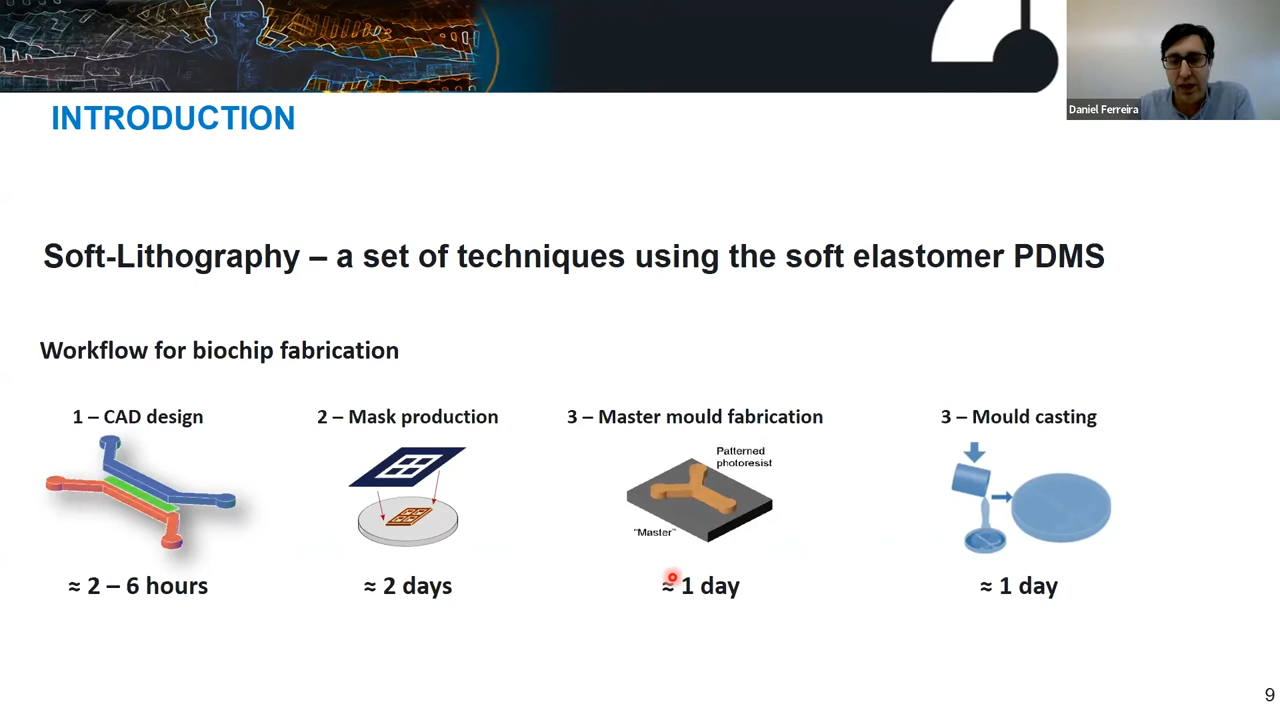 Daniel Ferreira
INTRODUCTION
Soft-Lithography – a set of techniques using the soft elastomer PDMS
Workflow for biochip fabrication
1 – CAD design
2 – Mask production
3 – Master mould fabrication
3 – Mould casting
Patterned
photoresist
"Master"
≈ 2 – 6 hours
≈ 2 days
≈ 1 day
≈ 1 day
9